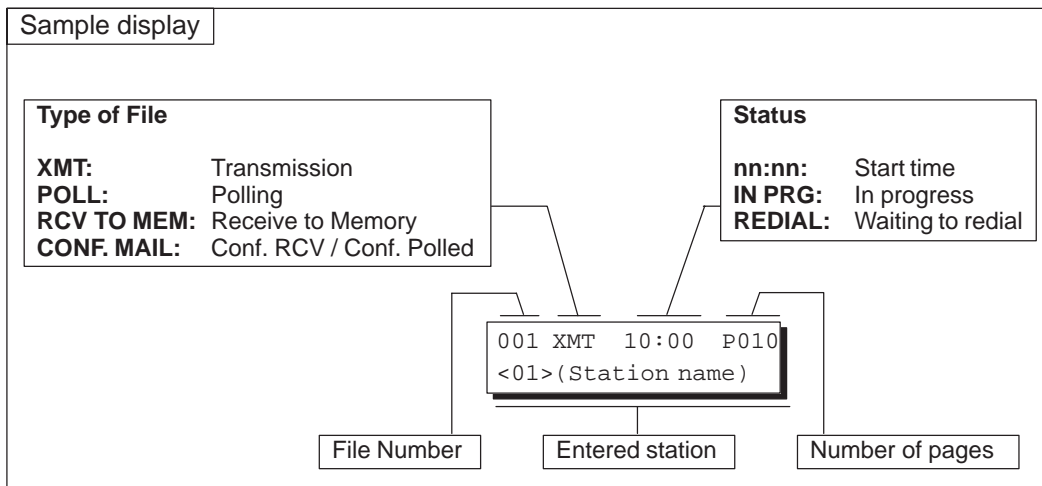 Sample display
Type of File
XMT: Transmission
POLL: Polling
RCV TO MEM: Receive to Memory
CONF. MAIL: Conf. RCV / Conf. Polled
Status
nn:nn: Start time
IN PRG: In progress
REDIAL: Waiting to redial
001 XMT 10:00 P010
<01>(Station name)
File Number
Entered station
Number of pages